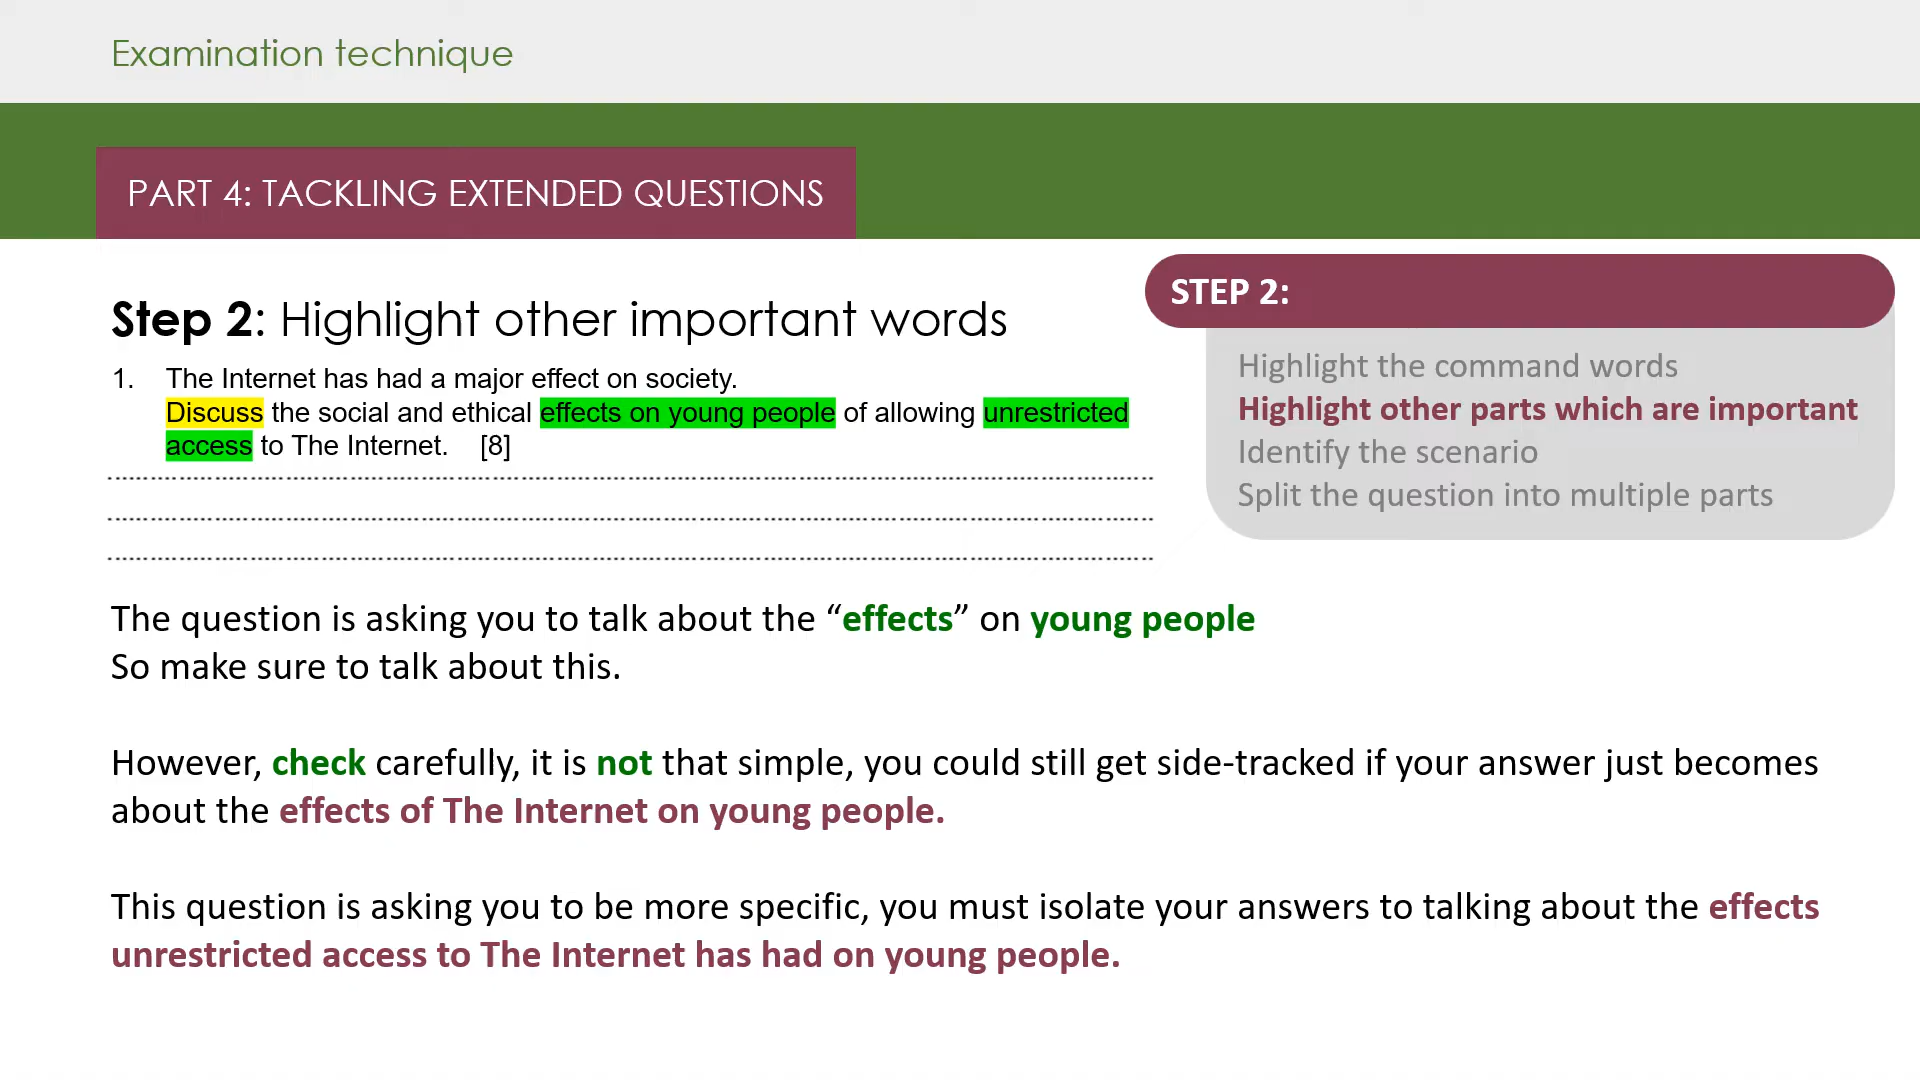 Examination technique
PART 4: TACKLING EXTENDED QUESTIONS
Step 2: Highlight other important words
1. The Internet has had a major effect on society.
Discuss the social and ethical effects on young people of allowing unrestricted
access to The Internet. [8]
STEP 2:
Highlight the command words
Highlight other parts which are important
Identify the scenario
Split the question into multiple parts
The question is asking you to talk about the “effects” on young people
So make sure to talk about this.
However, check carefully, it is not that simple, you could still get side-tracked if your answer just becomes
about the effects of The Internet on young people.
This question is asking you to be more specific, you must isolate your answers to talking about the effects
unrestricted access to The Internet has had on young people.